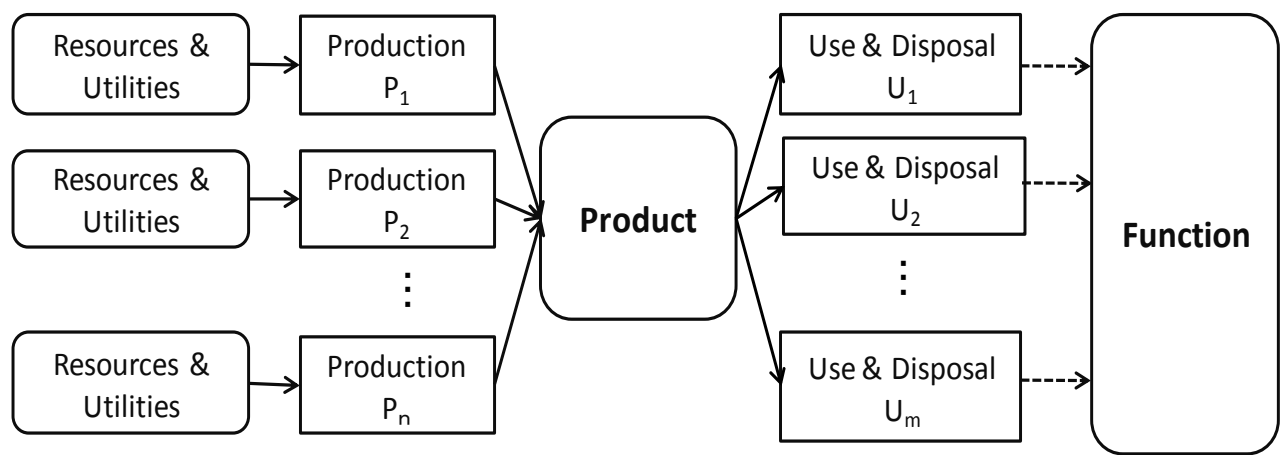 Resources &
Utilities
Production
P₁
Use & Disposal
U₁
Resources &
Utilities
Production
P₂
Product
Use & Disposal
U₂
Function
Resources &
Utilities
Production
Pₙ
Use & Disposal
Uₘ